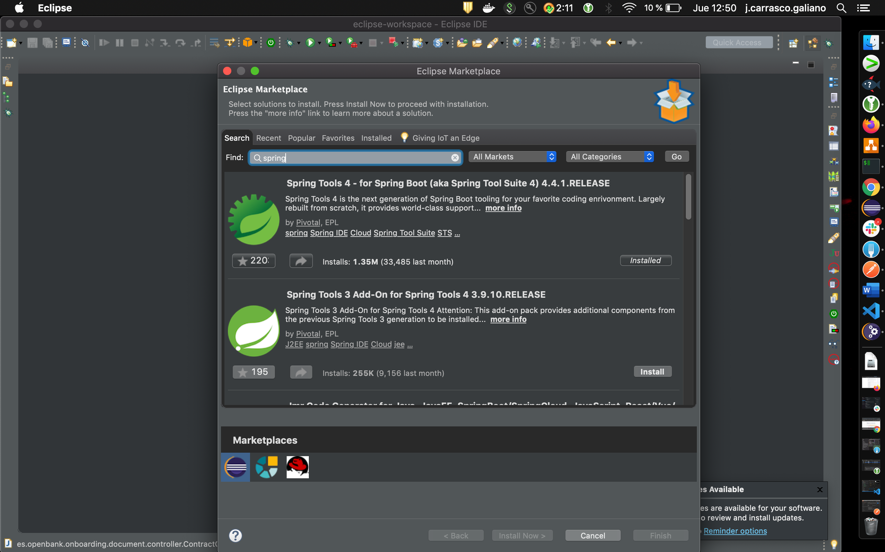 Eclipse
2:11
10 %
Jue 12:50 j.carrasco.galiano
eclipse-workspace - Eclipse IDE
Quick Access
Eclipse Marketplace
Eclipse Marketplace
Select solutions to install. Press Install Now to proceed with installation.
Press the "more info" link to learn more about a solution.
Search Recent Popular Favorites Installed Giving IoT an Edge
Find: spring All Markets All Categories Go
Spring Tools 4 - for Spring Boot (aka Spring Tool Suite 4) 4.4.1.RELEASE
Spring Tools 4 is the next generation of Spring Boot tooling for your favorite coding enrivonment. Largely
rebuilt from scratch, it provides world-class support... more info
by Pivotal, EPL
spring Spring IDE Cloud Spring Tool Suite STS ...
220 Installs: 1.35M (33,485 last month) Installed
Spring Tools 3 Add-On for Spring Tools 4 3.9.10.RELEASE
Spring Tools 3 Add-On for Spring Tools 4 Attention: This add-on pack provides additional components from
the previous Spring Tools 3 generation to be installed... more info
by Pivotal, EPL
J2EE spring Spring IDE Cloud jee ...
195 Installs: 255K (9,156 last month) Install
Marketplaces
es Available
es are available for your software.
o review and install updates.
Reminder options
? < Back Install Now > Cancel Finish
es.openbank.onboarding.document.controller.ContractC